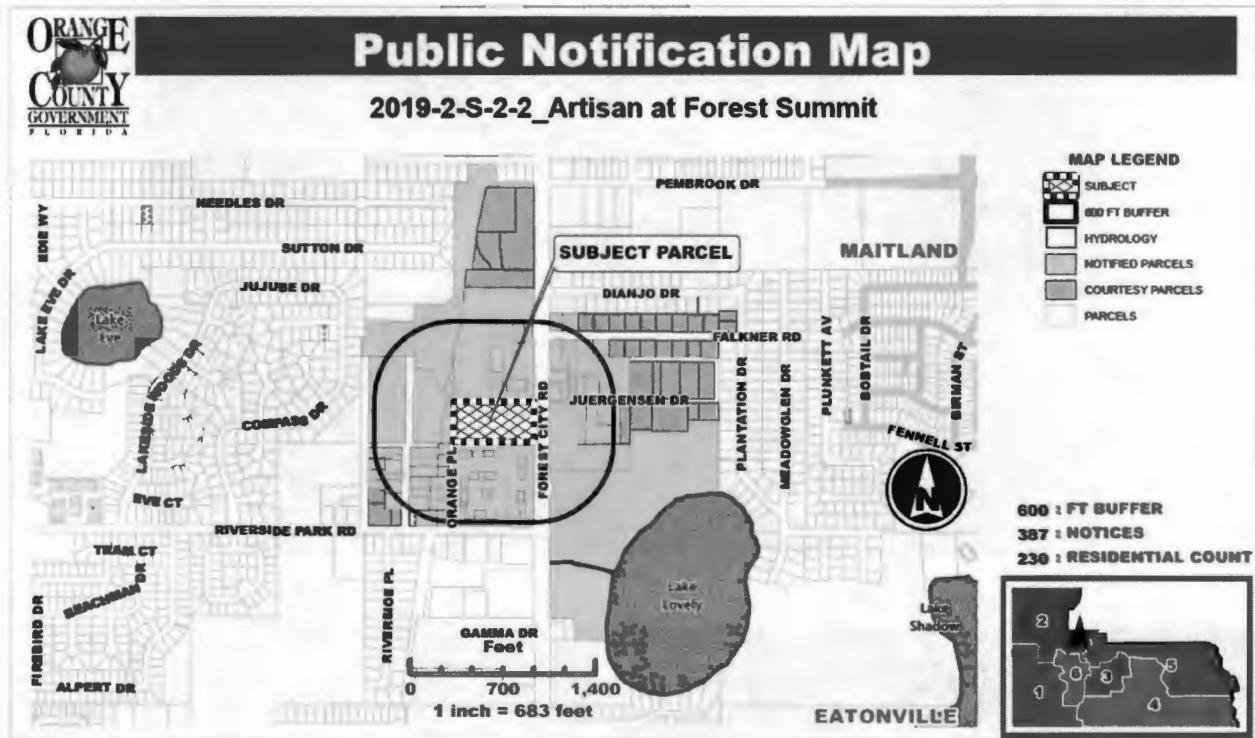 ORANGE
COUNTY
GOVERNMENT
FLORIDA
Public Notification Map
2019-2-S-2-2_Artisan at Forest Summit
MAP LEGEND
SUBJECT
600 FT BUFFER
HYDROLOGY
NOTIFIED PARCELS
COURTESY PARCELS
PARCELS
PEMBROOK DR
NEEDLES DR
EDIE WY
SUTTON DR
SUBJECT PARCEL
MAITLAND
LAKE EVE DR
JUJUBE DR
DIANJO DR
Lake
Eve
FALKNER RD
PLUNKETT AV
BOBTAIL DR
BIRMAN ST
LAKESIDE WOODS DR
COMPASS DR
JUERGENSEN DR
FOREST CITY RD
PLANTATION DR
MEADOWGLEN DR
FENNELL ST
ORANGE PL
EVE CT
N
RIVERSIDE PARK RD
600 : FT BUFFER
387 : NOTICES
230 : RESIDENTIAL COUNT
TEAM CT
BEACHMAN DR
FIREBIRD DR
Lake
Lovely
Lake
Shadow
GAMMA DR
Feet
ALPERT DR
0 700 1,400
1 inch = 683 feet
EATONVILLE
2
5
6
3
1
4